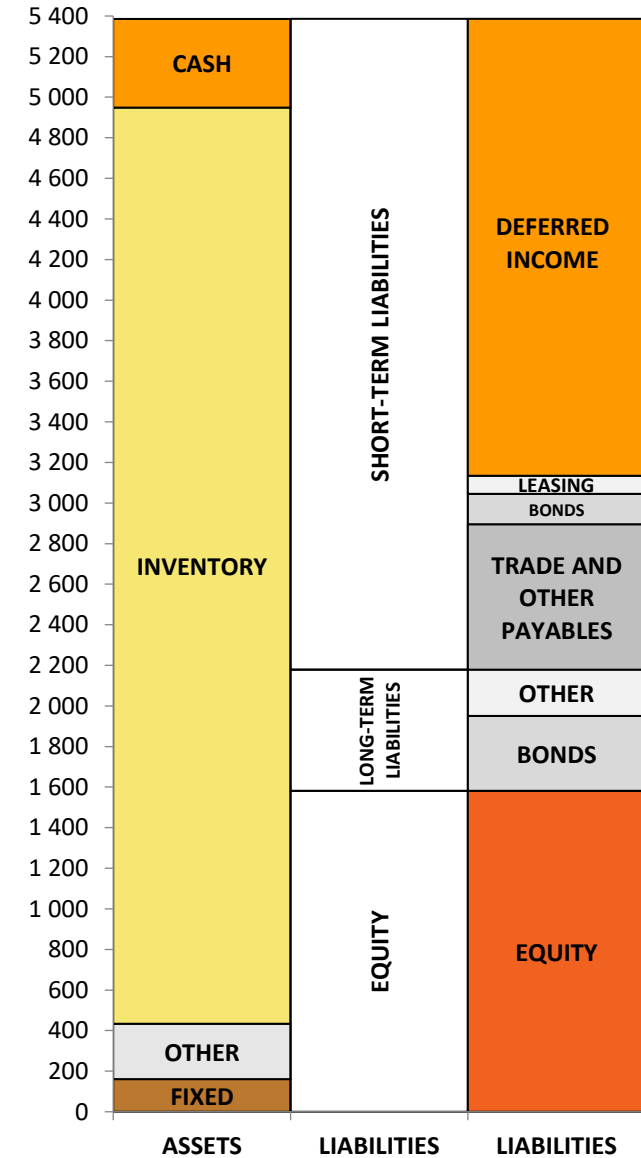 5 400
5 200
5 000
4 800
4 600
4 400
4 200
4 000
3 800
3 600
3 400
3 200
3 000
2 800
2 600
2 400
2 200
2 000
1 800
1 600
1 400
1 200
1 000
800
600
400
200
0
CASH
INVENTORY
OTHER
FIXED
SHORT-TERM LIABILITIES
LONG-TERM
LIABILITIES
EQUITY
DEFERRED
INCOME
LEASING
BONDS
TRADE AND
OTHER
PAYABLES
OTHER
BONDS
EQUITY
ASSETS
LIABILITIES
LIABILITIES